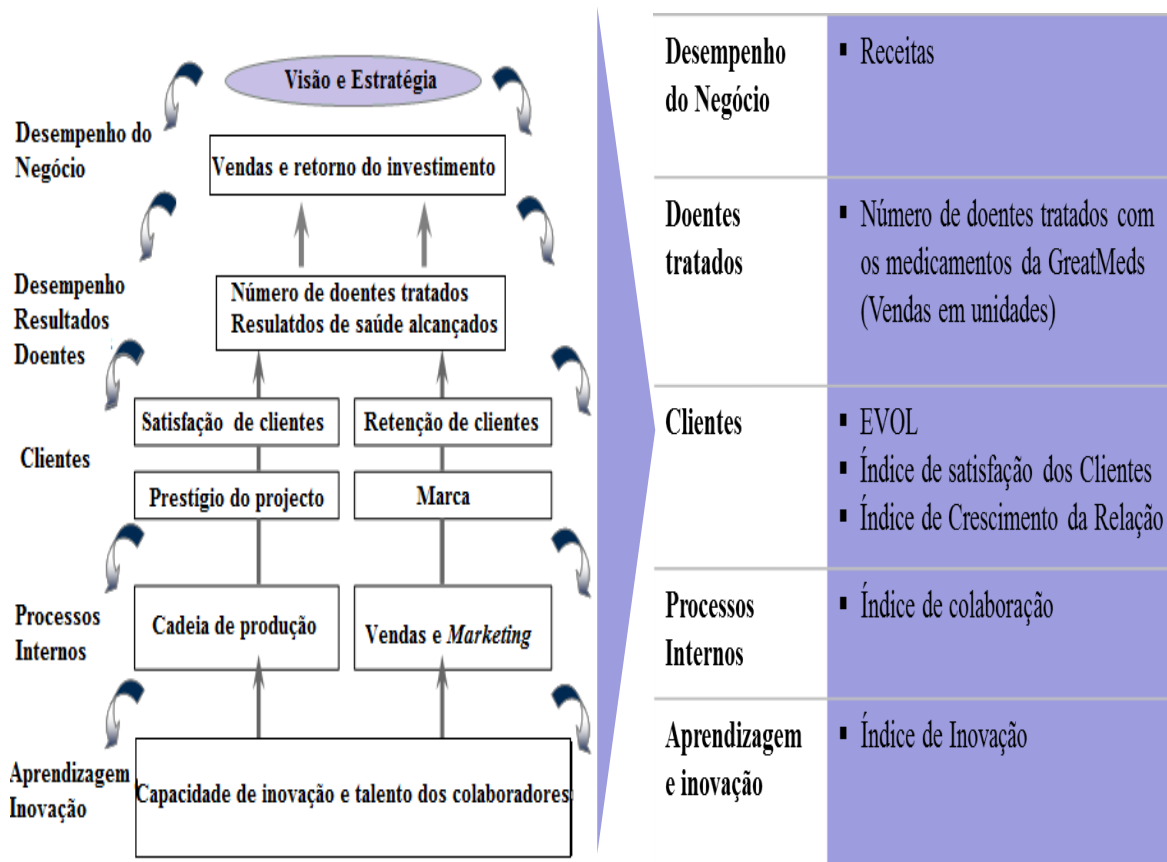 Visão e Estratégia
Desempenho do
Negócio
Vendas e retorno do investimento
Desempenho
Resultados
Doentes
Número de doentes tratados
Resulatdos de saúde alcançados
Satisfação de clientes
Retenção de clientes
Clientes
Prestígio do projecto
Marca
Processos
Internos
Cadeia de produção
Vendas e Marketing
Aprendizagem
Inovação
Capacidade de inovação e talento dos colaboradores
Desempenho
do Negócio
▪ Receitas
Doentes
tratados
▪ Número de doentes tratados com
os medicamentos da GreatMeds
(Vendas em unidades)
Clientes
▪ EVOL
▪ Índice de satisfação dos Clientes
▪ Índice de Crescimento da Relação
Processos
Internos
▪ Índice de colaboração
Aprendizagem
e inovação
▪ Índice de Inovação